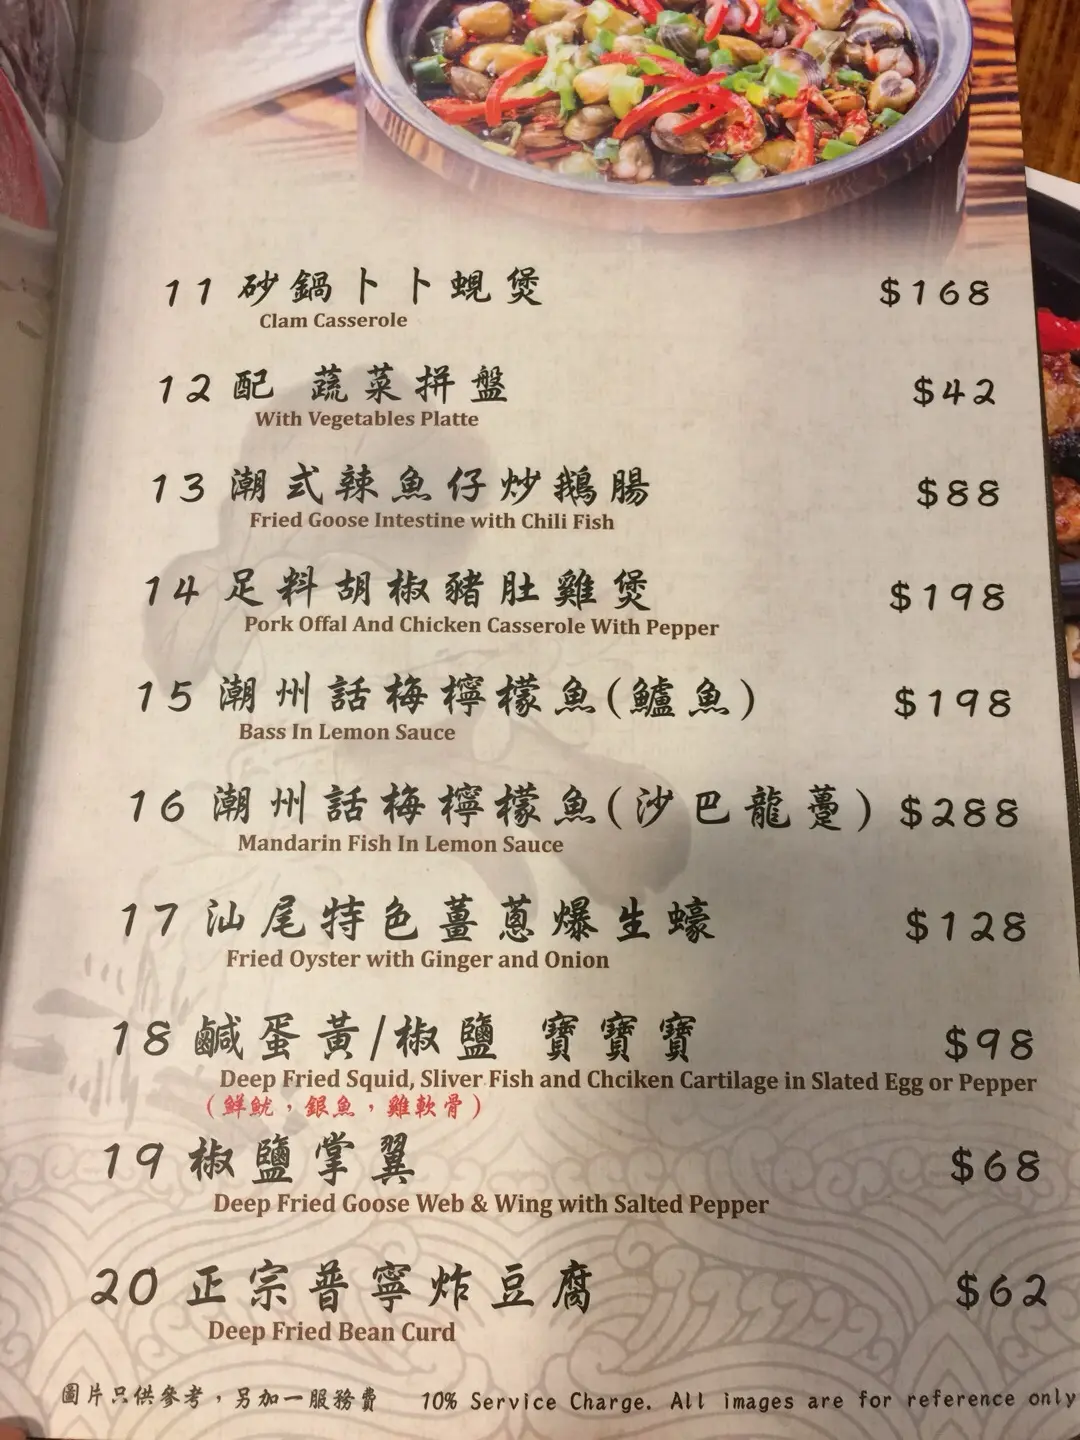 11 砂鍋卜卜蜆煲 $168
Clam Casserole
12 配 蔬菜拼盤 $42
With Vegetables Platte
13 潮式辣魚仔炒鵝腸 $88
Fried Goose Intestine with Chili Fish
14 足料胡椒豬肚雞煲 $198
Pork Offal And Chicken Casserole With Pepper
15 潮州話梅檸檬魚(鱸魚) $198
Bass In Lemon Sauce
16 潮州話梅檸檬魚(沙巴龍躉) $288
Mandarin Fish In Lemon Sauce
17 汕尾特色薑蔥爆生蠔 $128
Fried Oyster with Ginger and Onion
18 鹹蛋黃/椒鹽 寶寶寶 $98
Deep Fried Squid, Sliver Fish and Chciken Cartilage in Slated Egg or Pepper
(鮮魷，銀魚，雞軟骨)
19 椒鹽掌翼 $68
Deep Fried Goose Web & Wing with Salted Pepper
20 正宗普寧炸豆腐 $62
Deep Fried Bean Curd
圖片只供參考，另加一服務費 10% Service Charge. All images are for reference only